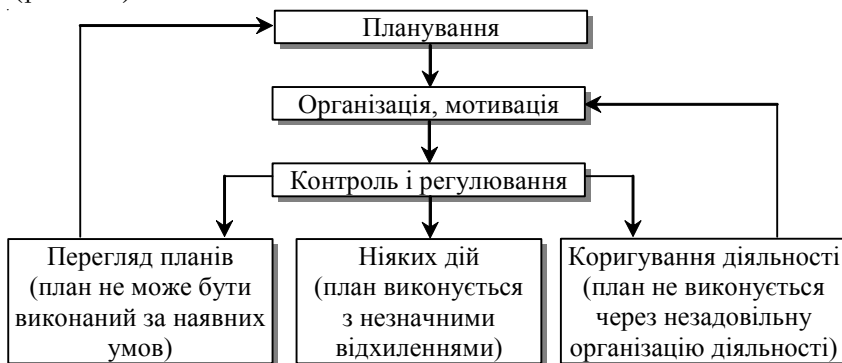 Планування
Організація, мотивація
Контроль і регулювання
Перегляд планів
(план не може бути
виконаний за наявних
умов)
Ніяких дій
(план виконується
з незначними
відхиленнями)
Коригування діяльності
(план не виконується
через незадовільну
організацію діяльності)